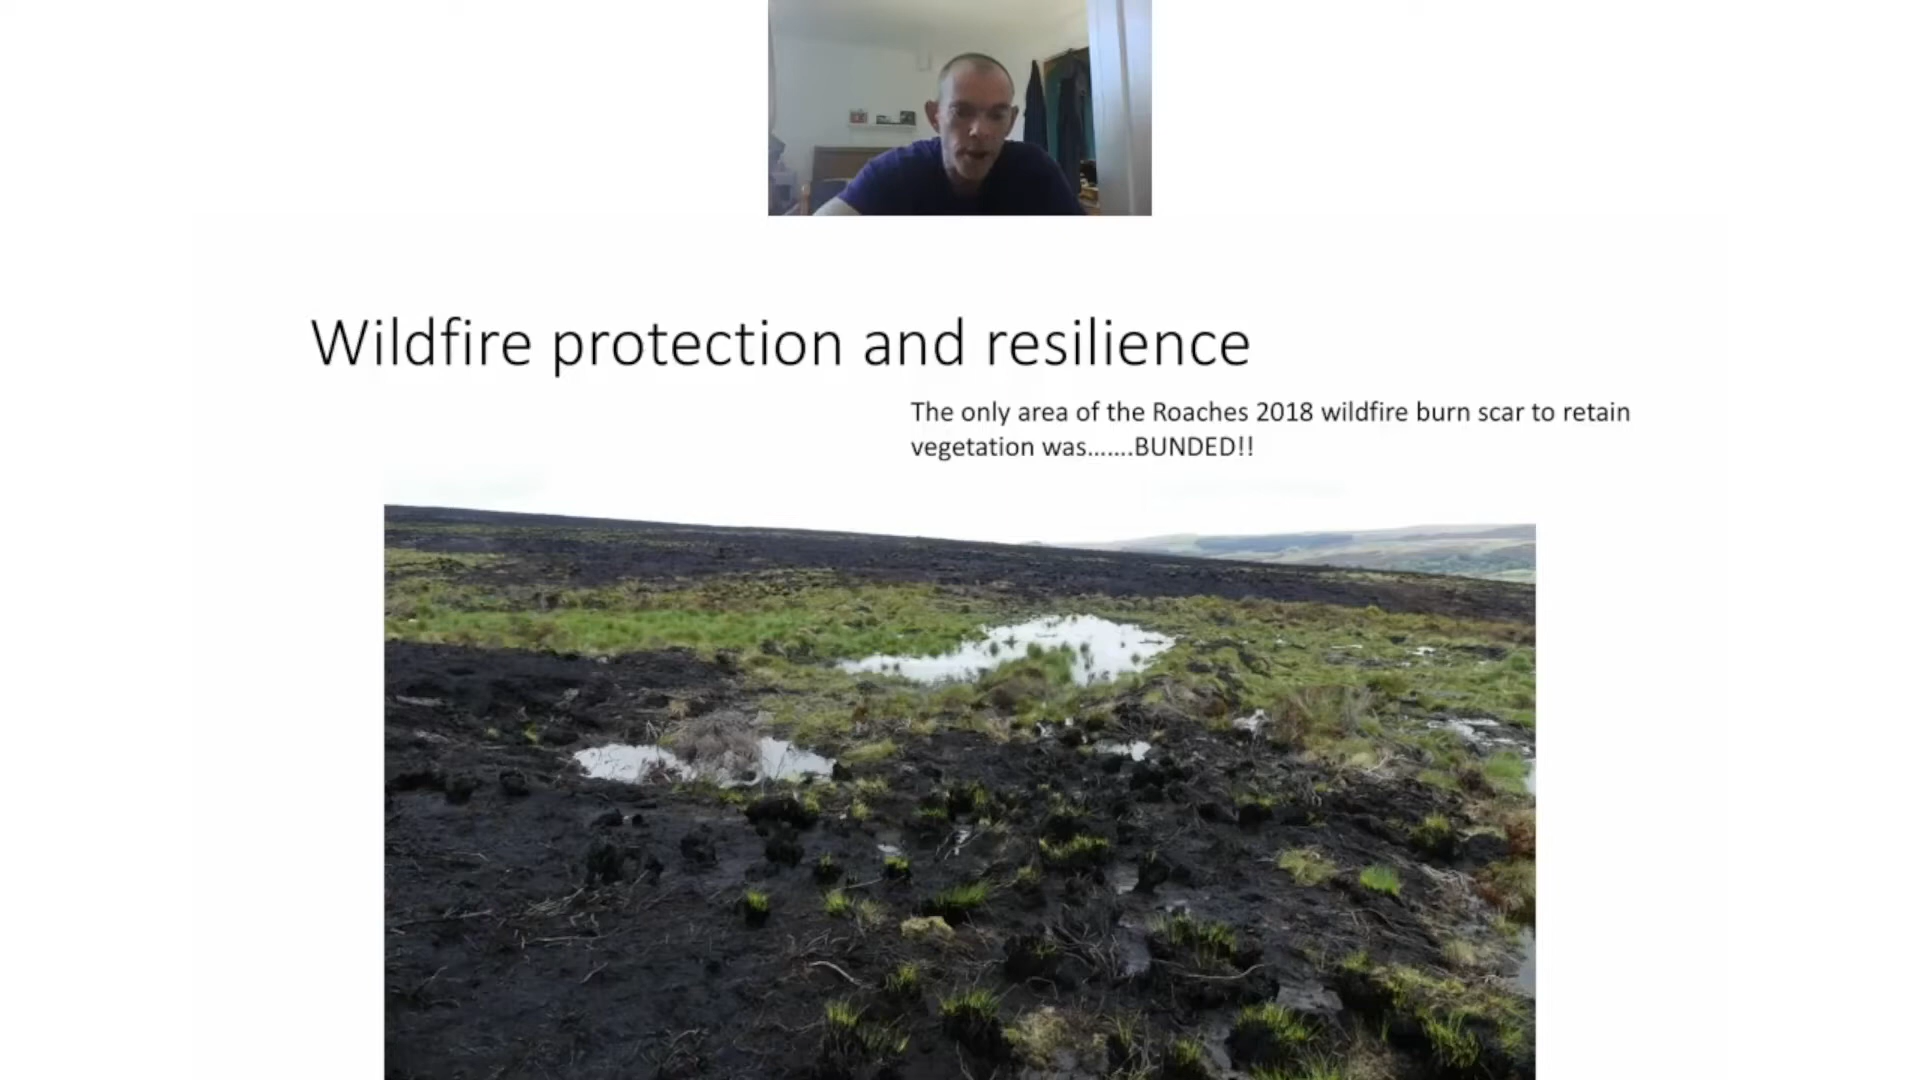 Wildfire protection and resilience
The only area of the Roaches 2018 wildfire burn scar to retain
vegetation was.......BUNDED!!